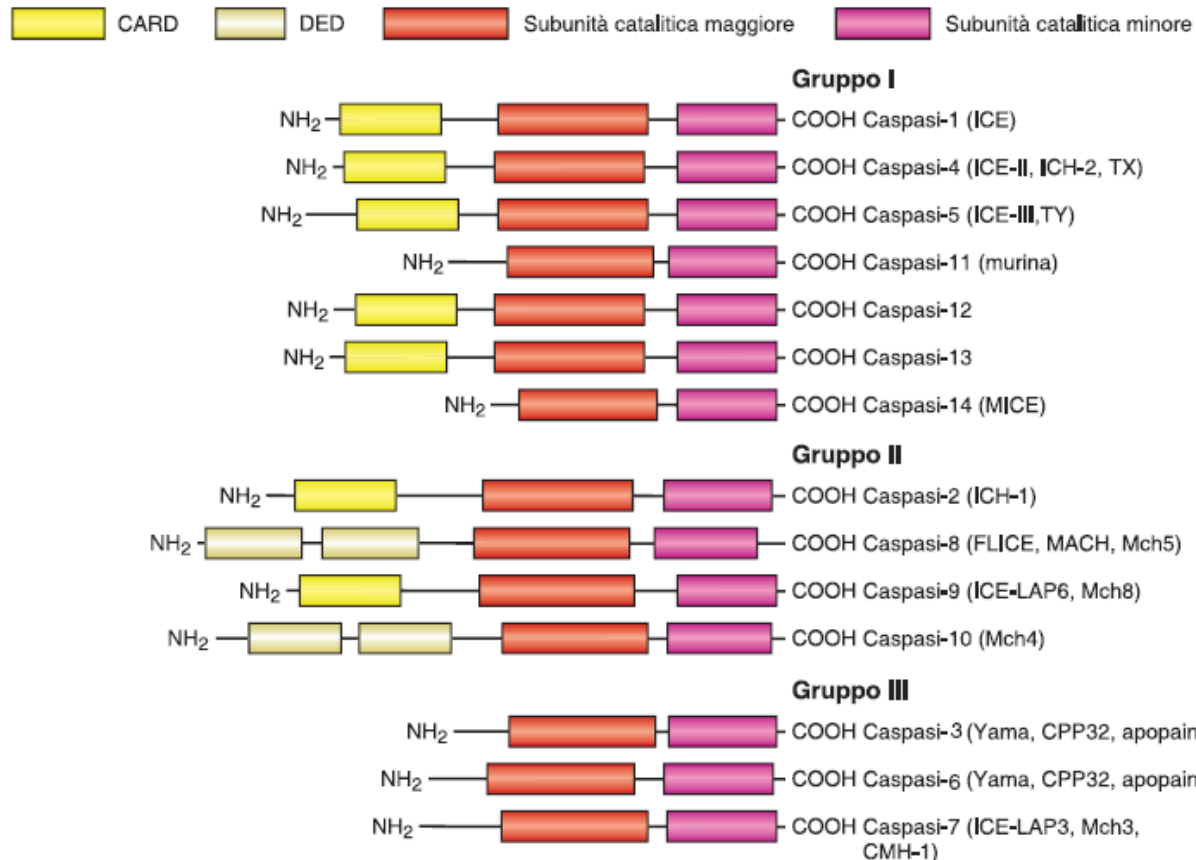 CARD DED Subunità catalitica maggiore Subunità catalitica minore
Gruppo I
NH2 COOH Caspasi-1 (ICE)
NH2 COOH Caspasi-4 (ICE-II, ICH-2, TX)
NH2 COOH Caspasi-5 (ICE-III,TY)
NH2 COOH Caspasi-11 (murina)
NH2 COOH Caspasi-12
NH2 COOH Caspasi-13
NH2 COOH Caspasi-14 (MICE)
Gruppo II
NH2 COOH Caspasi-2 (ICH-1)
NH2 COOH Caspasi-8 (FLICE, MACH, Mch5)
NH2 COOH Caspasi-9 (ICE-LAP6, Mch8)
NH2 COOH Caspasi-10 (Mch4)
Gruppo III
NH2 COOH Caspasi-3 (Yama, CPP32, apopain
NH2 COOH Caspasi-6 (Yama, CPP32, apopain
NH2 COOH Caspasi-7 (ICE-LAP3, Mch3,
CMH-1)